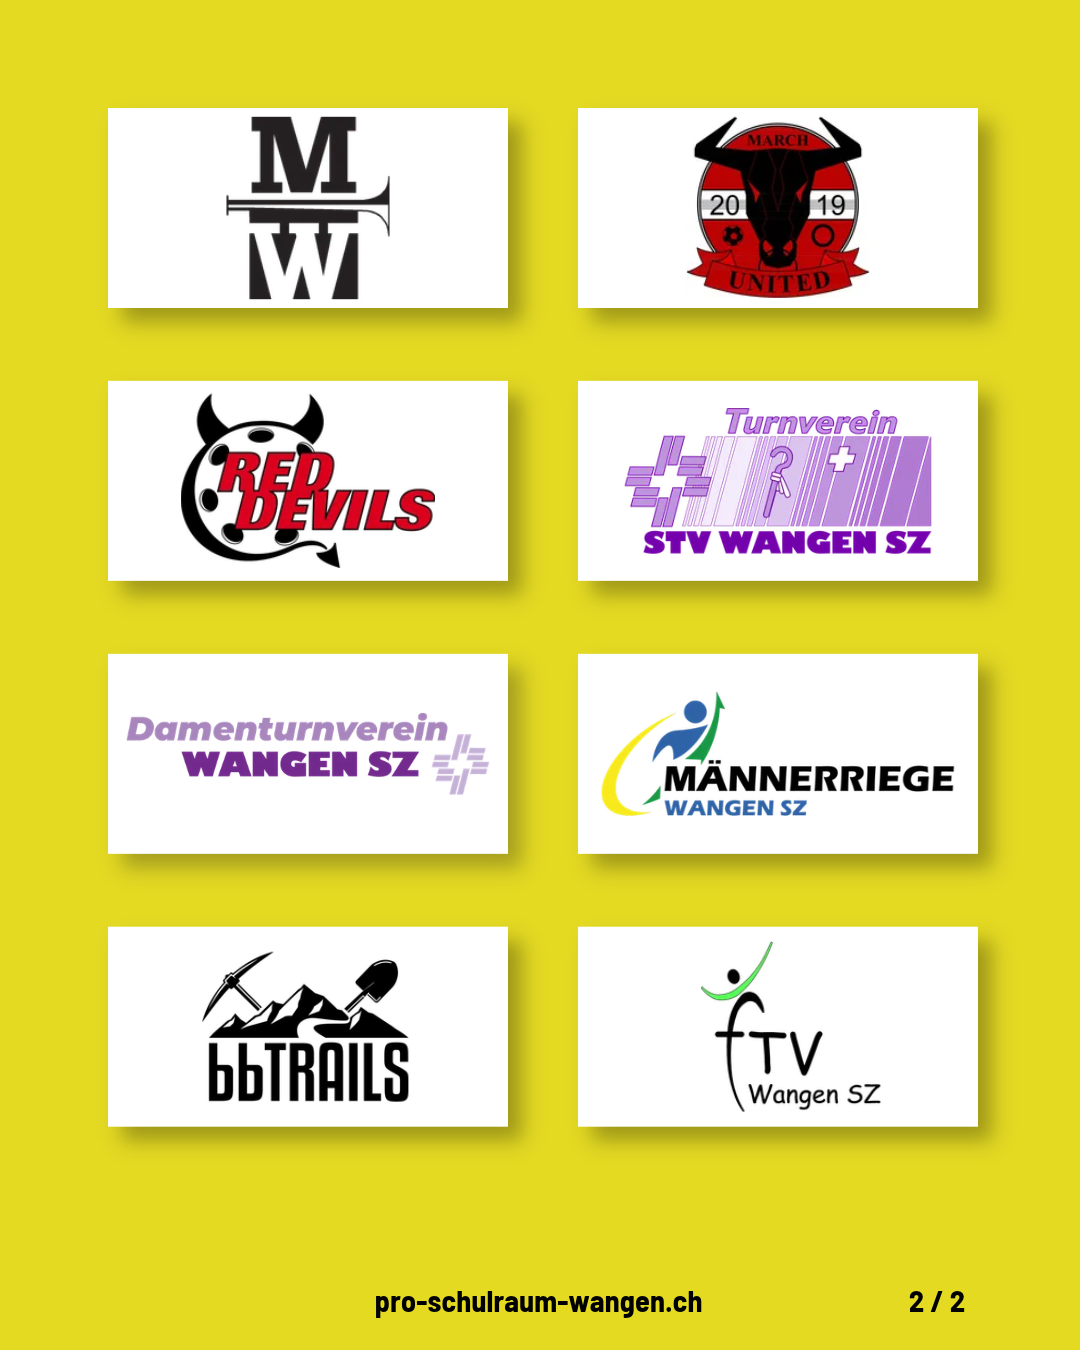 M
W
MARCH
20 19
UNITED
RED
DEVILS
Turnverein
STV WANGEN SZ
Damenturnverein
WANGEN SZ
MÄNNERRIEGE
WANGEN SZ
bbTRAILS
fTV
Wangen SZ
pro-schulraum-wangen.ch
2 / 2